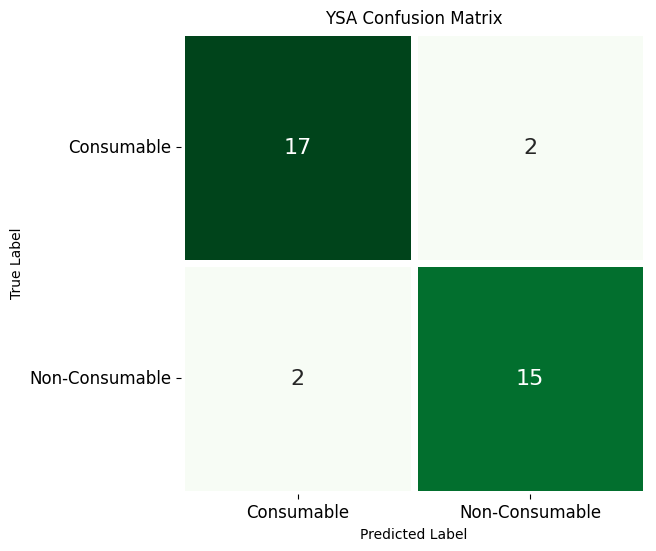 YSA Confusion Matrix
True Label
Consumable
17
2
Non-Consumable
2
15
Consumable
Non-Consumable
Predicted Label